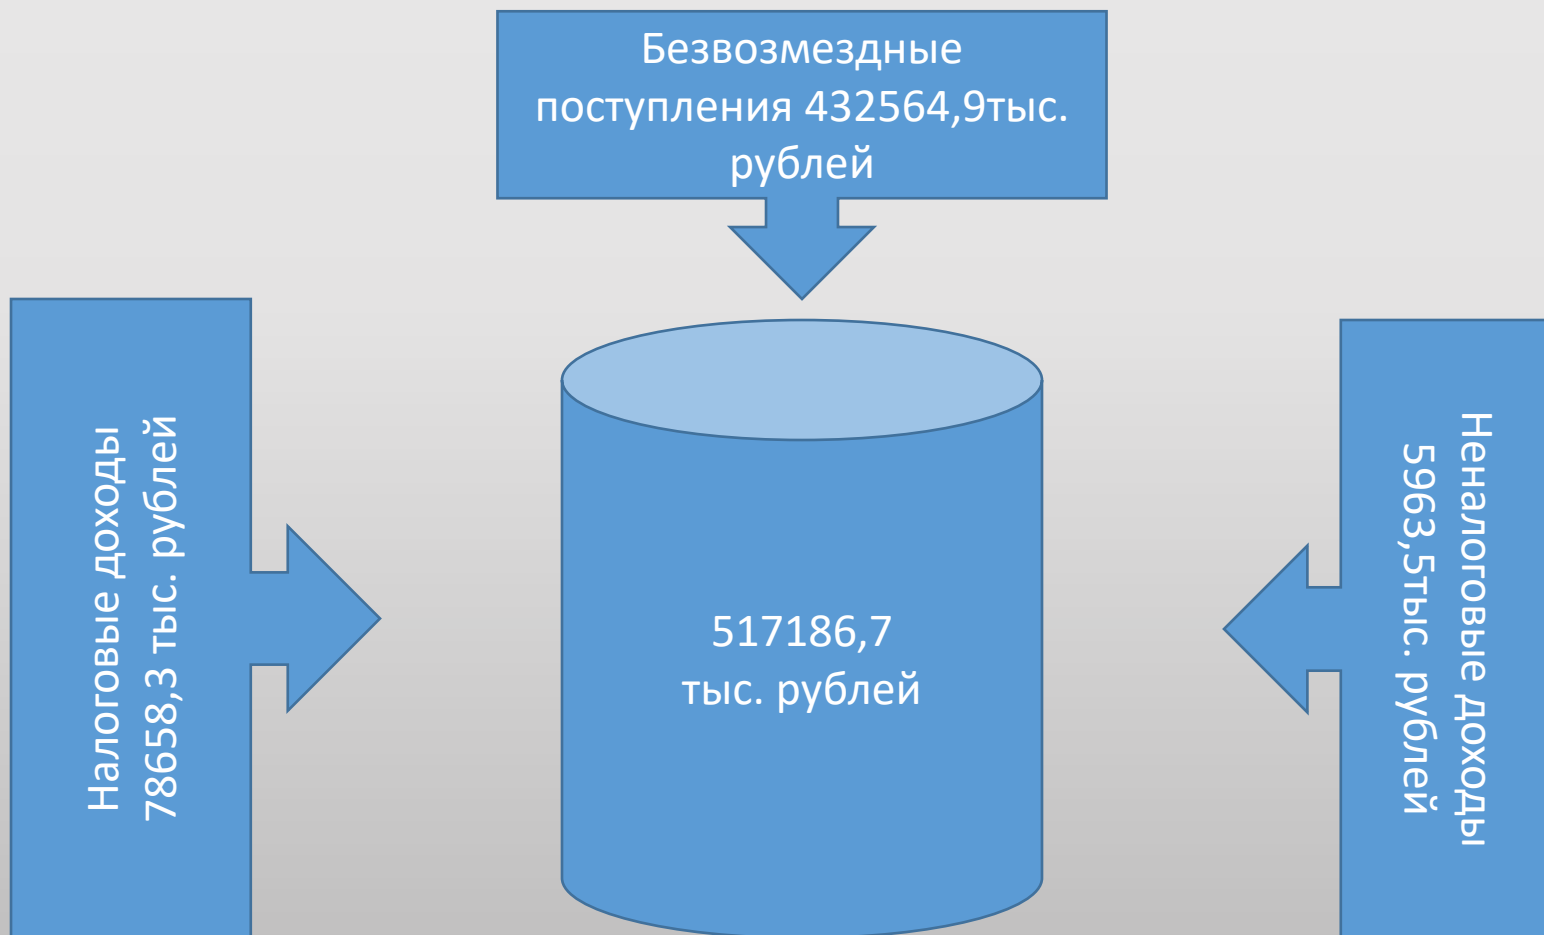 Безвозмездные
поступления 432564,9тыс.
рублей
Налоговые доходы
78658,3 тыс. рублей
517186,7
тыс. рублей
Неналоговые доходы
5963,5тыс. рублей